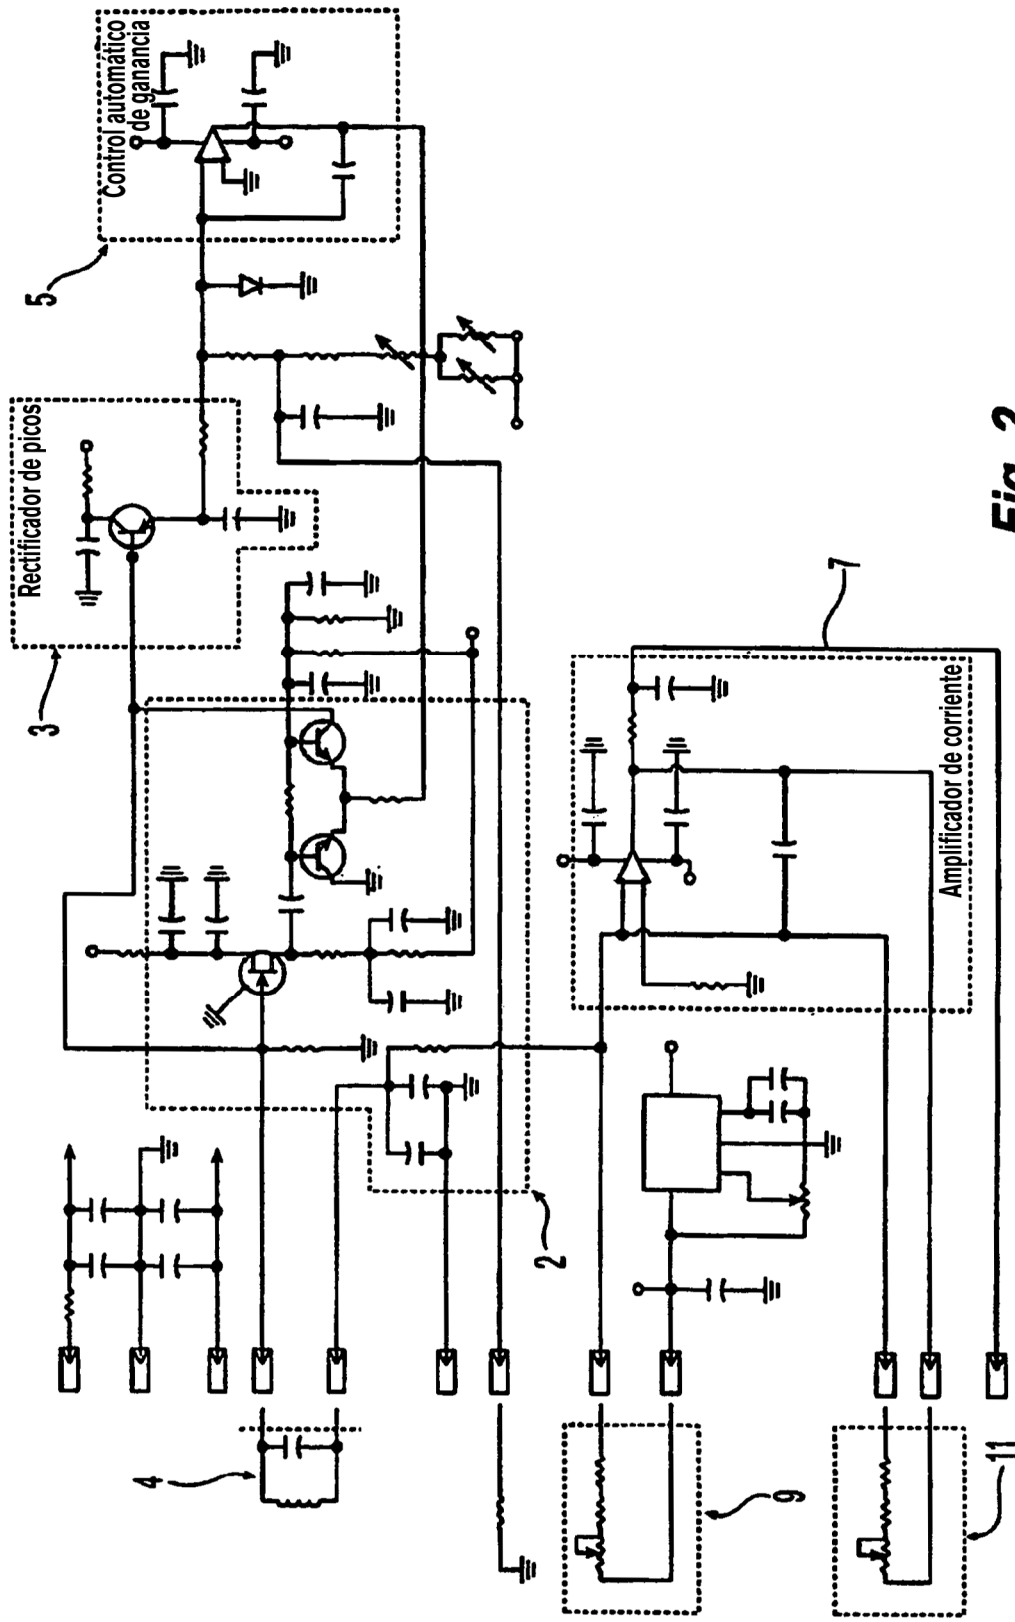 Control automático
de ganancia
5
Rectificador de picos
3
2
4
Amplificador de corriente
7
9
11
Fig. 2